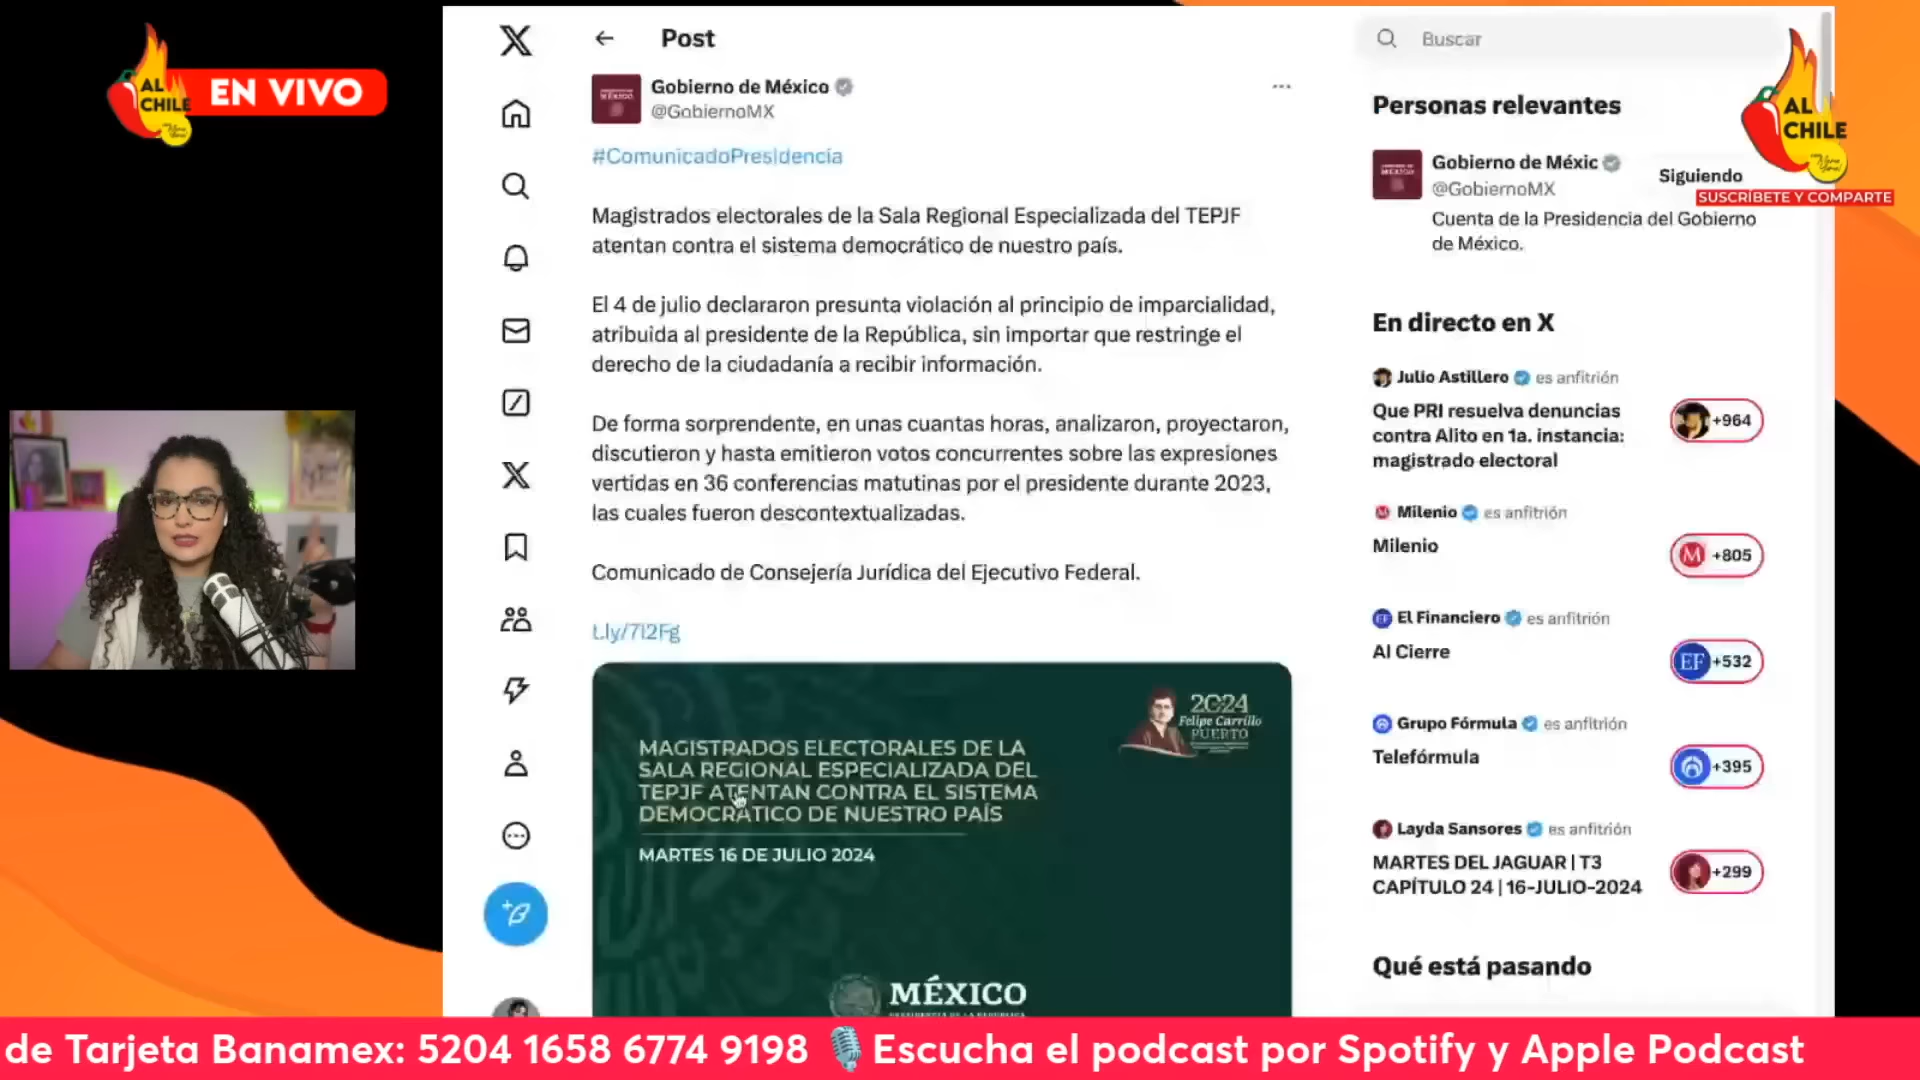 AL CHILE
EN VIVO
Post
Gobierno de México
@GobiernoMX
#ComunicadoPresidencia
Magistrados electorales de la Sala Regional Especializada del TEPJF
atentan contra el sistema democrático de nuestro país.
El 4 de julio declararon presunta violación al principio de imparcialidad,
atribuida al presidente de la República, sin importar que restringe el
derecho de la ciudadanía a recibir información.
De forma sorprendente, en unas cuantas horas, analizaron, proyectaron,
discutieron y hasta emitieron votos concurrentes sobre las expresiones
vertidas en 36 conferencias matutinas por el presidente durante 2023,
las cuales fueron descontextualizadas.
Comunicado de Consejería Jurídica del Ejecutivo Federal.
t.ly/7l2Fg
MAGISTRADOS ELECTORALES DE LA
SALA REGIONAL ESPECIALIZADA DEL
TEPJF ATENTAN CONTRA EL SISTEMA
DEMOCRÁTICO DE NUESTRO PAÍS
MARTES 16 DE JULIO 2024
2024
Felipe Carrillo
PUERTO
MÉXICO
PRESIDENCIA DE LA REPÚBLICA
Buscar
Personas relevantes
Gobierno de Méxic
@GobiernoMX
Siguiendo
Cuenta de la Presidencia del Gobierno
de México.
AL
CHILE
SUSCRÍBETE Y COMPARTE
En directo en X
Julio Astillero es anfitrión
Que PRI resuelva denuncias
contra Alito en 1a. instancia:
magistrado electoral
+964
Milenio es anfitrión
Milenio
+805
El Financiero es anfitrión
Al Cierre
EF +532
Grupo Fórmula es anfitrión
Telefórmula
+395
Layda Sansores es anfitrión
MARTES DEL JAGUAR | T3
CAPÍTULO 24 | 16-JULIO-2024
+299
Qué está pasando
de Tarjeta Banamex: 5204 1658 6774 9198 🎙️Escucha el podcast por Spotify y Apple Podcast